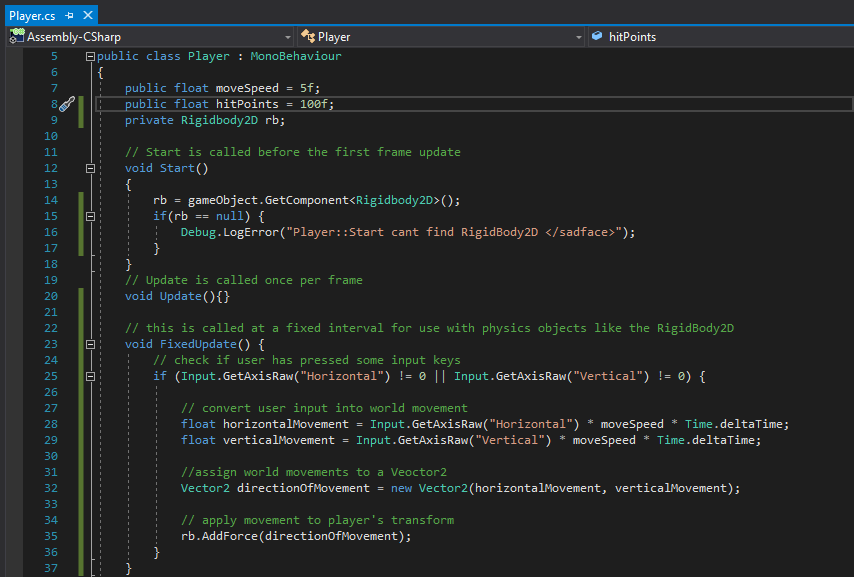 Player.cs
Assembly-CSharp Player hitPoints
5 public class Player : MonoBehaviour
6 {
7 public float moveSpeed = 5f;
8 public float hitPoints = 100f;
9 private Rigidbody2D rb;
10
11 // Start is called before the first frame update
12 void Start()
13 {
14 rb = gameObject.GetComponent<Rigidbody2D>();
15 if(rb == null) {
16 Debug.LogError("Player::Start cant find RigidBody2D </sadface>");
17 }
18 }
19 // Update is called once per frame
20 void Update(){}
21
22 // this is called at a fixed interval for use with physics objects like the RigidBody2D
23 void FixedUpdate() {
24 // check if user has pressed some input keys
25 if (Input.GetAxisRaw("Horizontal") != 0 || Input.GetAxisRaw("Vertical") != 0) {
26
27 // convert user input into world movement
28 float horizontalMovement = Input.GetAxisRaw("Horizontal") * moveSpeed * Time.deltaTime;
29 float verticalMovement = Input.GetAxisRaw("Vertical") * moveSpeed * Time.deltaTime;
30
31 //assign world movements to a Veoctor2
32 Vector2 directionOfMovement = new Vector2(horizontalMovement, verticalMovement);
33
34 // apply movement to player's transform
35 rb.AddForce(directionOfMovement);
36 }
37 }